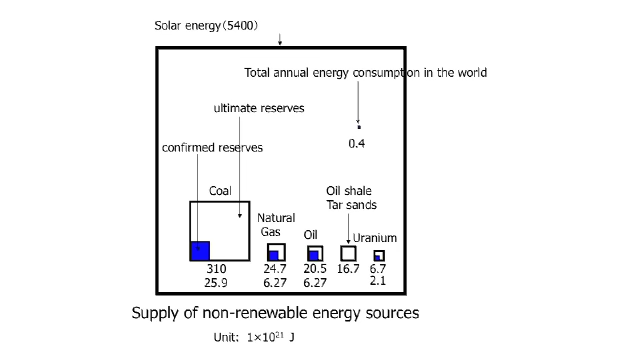 Solar energy(5400)
Total annual energy consumption in the world
ultimate reserves
0.4
confirmed reserves
Coal
Oil shale
Tar sands
Natural
Gas
Oil
Uranium
310
24.7
20.5
16.7
6.7
25.9
6.27
6.27
2.1
Supply of non-renewable energy sources
Unit: 1×10²¹ J